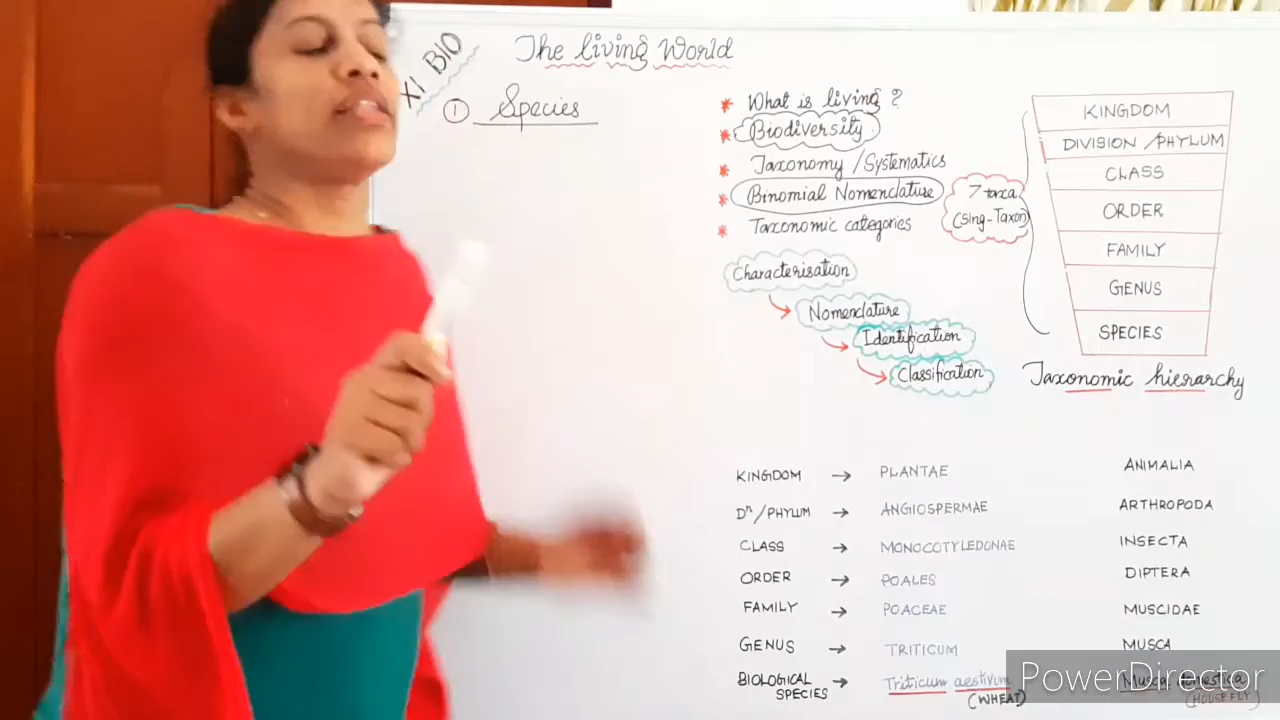 XI BIO
The living World
① Species
* What is living?
* Biodiversity
* Taxonomy/Systematics
* Binomial Nomenclature
* Taxonomic categories
Characterisation
Nomenclature
Identification
Classification
7 taxa
(Sing-Taxon)
KINGDOM
DIVISION/PHYLUM
CLASS
ORDER
FAMILY
GENUS
SPECIES
Taxonomic hierarchy
KINGDOM → PLANTAE ANIMALIA
Dⁿ/PHYLUM → ANGIOSPERMAE ARTHROPODA
CLASS → MONOCOTYLEDONAE INSECTA
ORDER → POALES DIPTERA
FAMILY → POACEAE MUSCIDAE
GENUS → TRITICUM MUSCA
BIOLOGICAL SPECIES → Triticum aestivum Musca domestica
(WHEAT) (HOUSEFLY)
PowerDirector